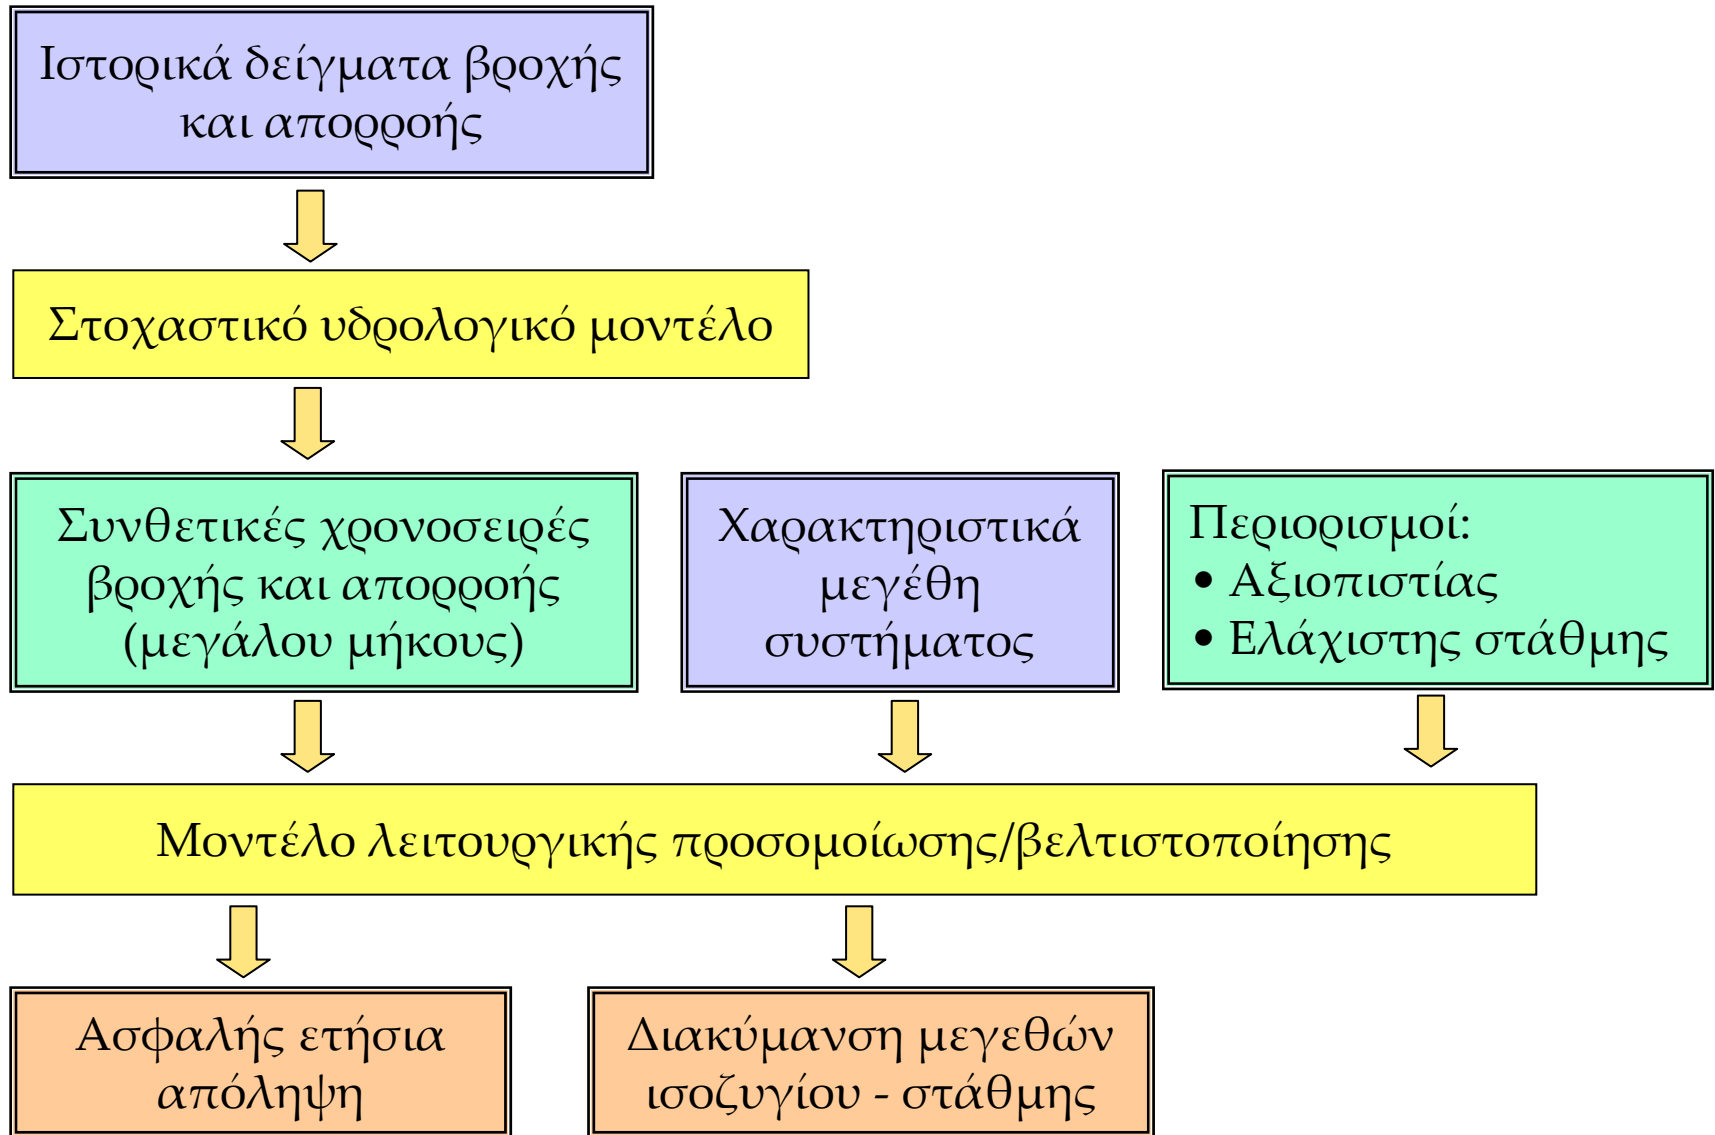 Ιστορικά δείγματα βροχής
και απορροής
Στοχαστικό υδρολογικό μοντέλο
Συνθετικές χρονοσειρές
βροχής και απορροής
(μεγάλου μήκους)
Χαρακτηριστικά
μεγέθη
συστήματος
Περιορισμοί:
• Αξιοπιστίας
• Ελάχιστης στάθμης
Μοντέλο λειτουργικής προσομοίωσης/βελτιστοποίησης
Ασφαλής ετήσια
απόληψη
Διακύμανση μεγεθών
ισοζυγίου - στάθμης